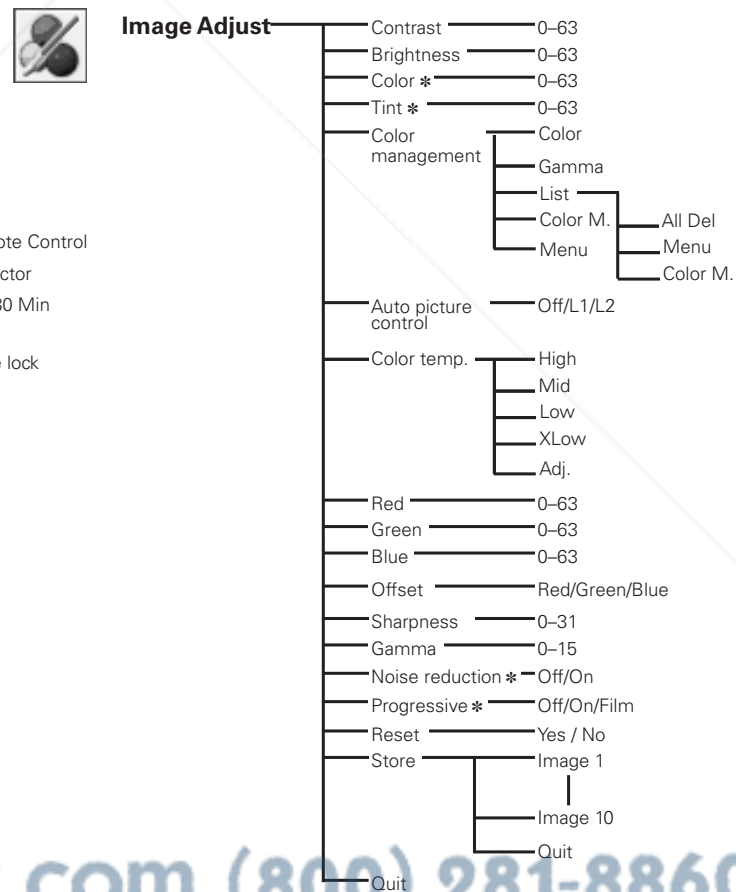 Image Adjust
Contrast 0–63
Brightness 0–63
Color * 0–63
Tint * 0–63
Color management
Color
Gamma
List
Color M.
Menu
All Del
Menu
Color M.
ote Control
ctor
30 Min
lock
Auto picture control Off/L1/L2
Color temp.
High
Mid
Low
XLow
Adj.
Red 0–63
Green 0–63
Blue 0–63
Offset Red/Green/Blue
Sharpness 0–31
Gamma 0–15
Noise reduction * Off/On
Progressive * Off/On/Film
Reset Yes / No
Store
Image 1
Image 10
Quit
Quit
com (800) 281-8860